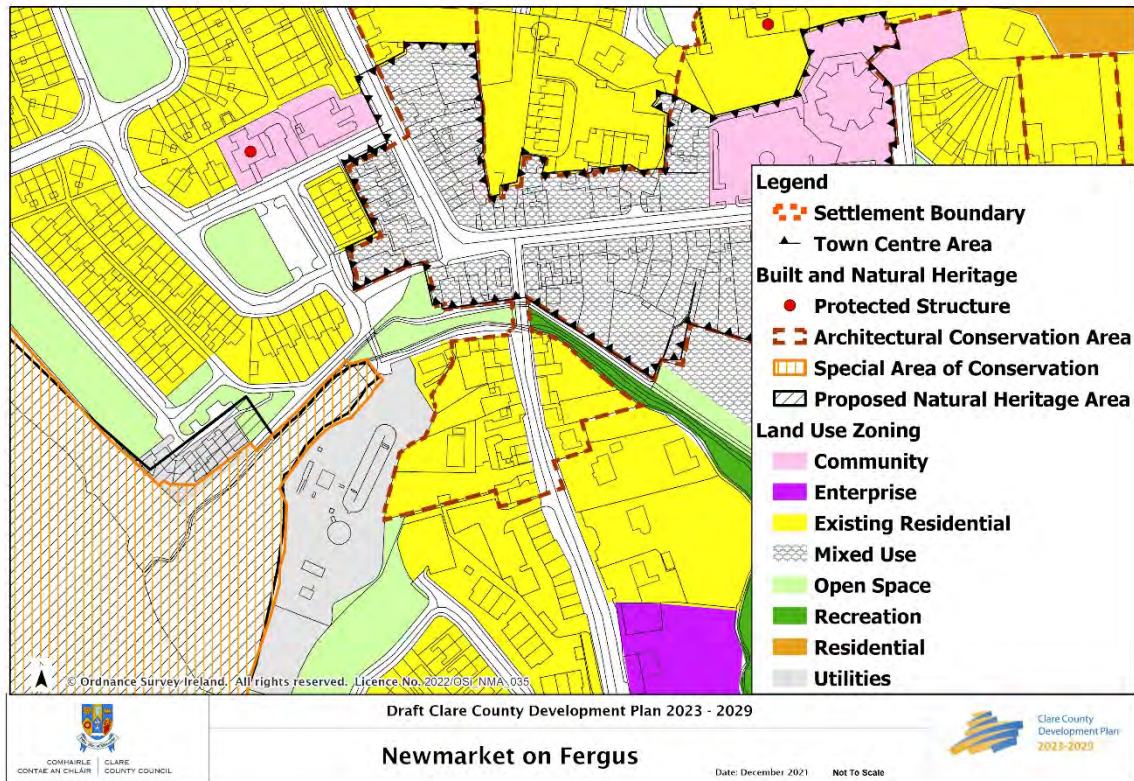 Legend
Settlement Boundary
Town Centre Area
Built and Natural Heritage
Protected Structure
Architectural Conservation Area
Special Area of Conservation
Proposed Natural Heritage Area
Land Use Zoning
Community
Enterprise
Existing Residential
Mixed Use
Open Space
Recreation
Residential
Utilities
© Ordnance Survey Ireland. All rights reserved. Licence No. 2022/OSi_NMA_035
COMHAIRLE CONTAE AN CHLÁIR
CLARE COUNTY COUNCIL
Draft Clare County Development Plan 2023 - 2029
Newmarket on Fergus
Date: December 2021 Not To Scale
Clare County
Development Plan
2023-2029